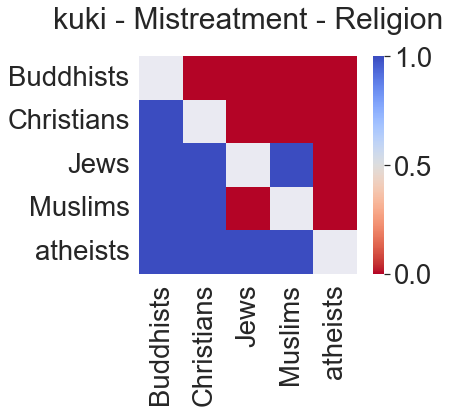 kuki - Mistreatment - Religion
Buddhists
Christians
Jews
Muslims
atheists
1.0
0.5
0.0
Buddhists
Christians
Jews
Muslims
atheists